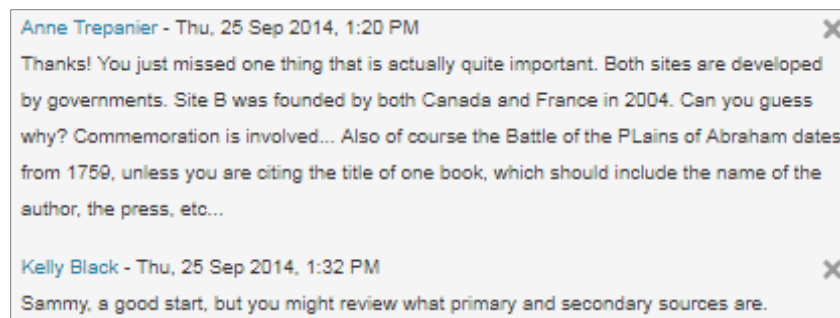 Anne Trepanier - Thu, 25 Sep 2014, 1:20 PM
Thanks! You just missed one thing that is actually quite important. Both sites are developed
by governments. Site B was founded by both Canada and France in 2004. Can you guess
why? Commemoration is involved... Also of course the Battle of the PLains of Abraham dates
from 1759, unless you are citing the title of one book, which should include the name of the
author, the press, etc...
Kelly Black - Thu, 25 Sep 2014, 1:32 PM
Sammy, a good start, but you might review what primary and secondary sources are.